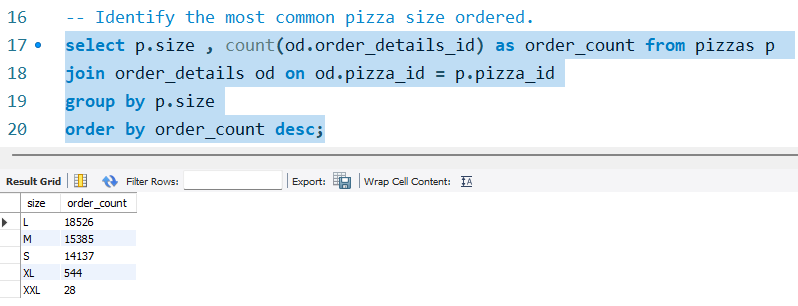 16 -- Identify the most common pizza size ordered.
17 select p.size , count(od.order_details_id) as order_count from pizzas p
18 join order_details od on od.pizza_id = p.pizza_id
19 group by p.size
20 order by order_count desc;
Result Grid Filter Rows: Export: Wrap Cell Content: IA
size order_count
L 18526
M 15385
S 14137
XL 544
XXL 28